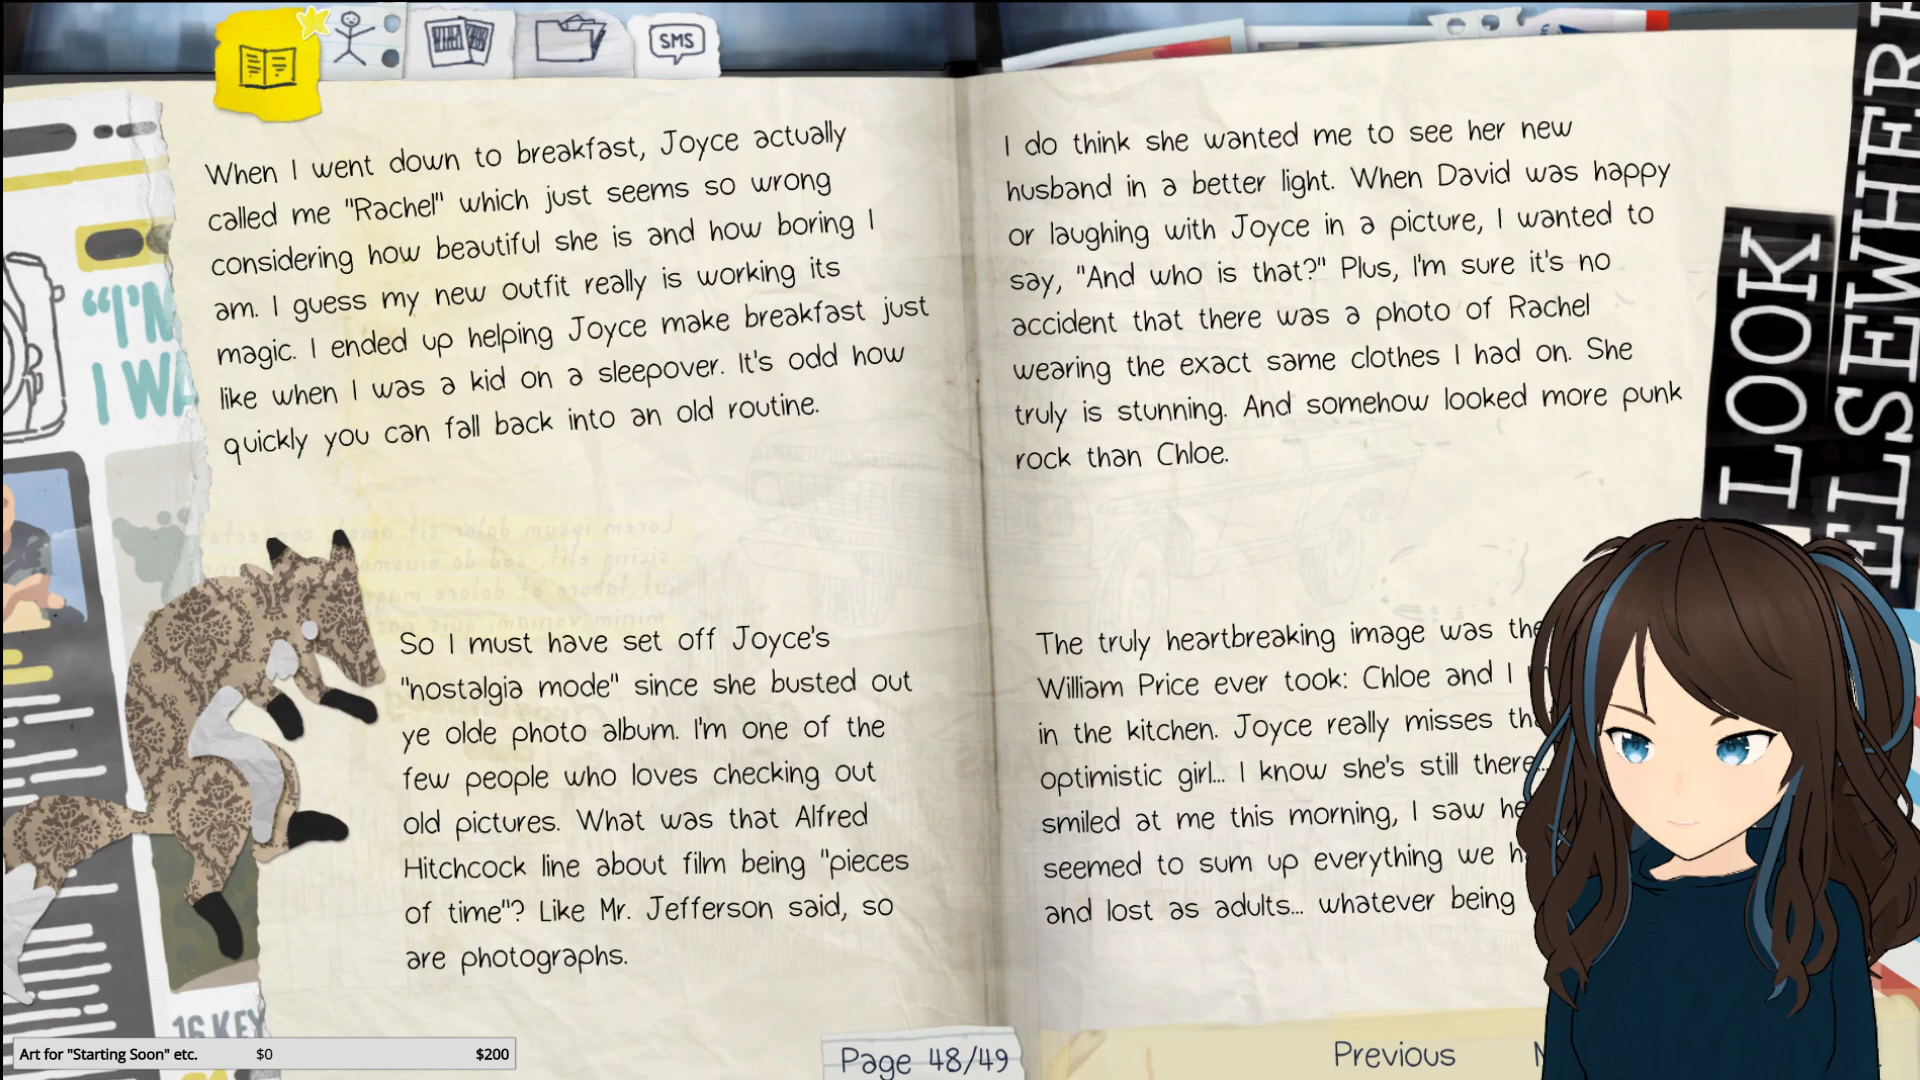 SMS
When I went down to breakfast, Joyce actually
called me "Rachel" which just seems so wrong
considering how beautiful she is and how boring I
am. I guess my new outfit really is working its
magic. I ended up helping Joyce make breakfast just
like when I was a kid on a sleepover. It's odd how
quickly you can fall back into an old routine.
So I must have set off Joyce's
"nostalgia mode" since she busted out
ye olde photo album. I'm one of the
few people who loves checking out
old pictures. What was that Alfred
Hitchcock line about film being "pieces
of time"? Like Mr. Jefferson said, so
are photographs.
I do think she wanted me to see her new
husband in a better light. When David was happy
or laughing with Joyce in a picture, I wanted to
say, "And who is that?" Plus, I'm sure it's no
accident that there was a photo of Rachel
wearing the exact same clothes I had on. She
truly is stunning. And somehow looked more punk
rock than Chloe.
The truly heartbreaking image was the
William Price ever took: Chloe and I
in the kitchen. Joyce really misses
optimistic girl... I know she's still there...
smiled at me this morning, I saw
seemed to sum up everything we
and lost as adults... whatever being
"I'M
I WA
16 KEY
LOOK
ELSEWHERE
Art for "Starting Soon" etc. $0 $200
Page 48/49
Previous